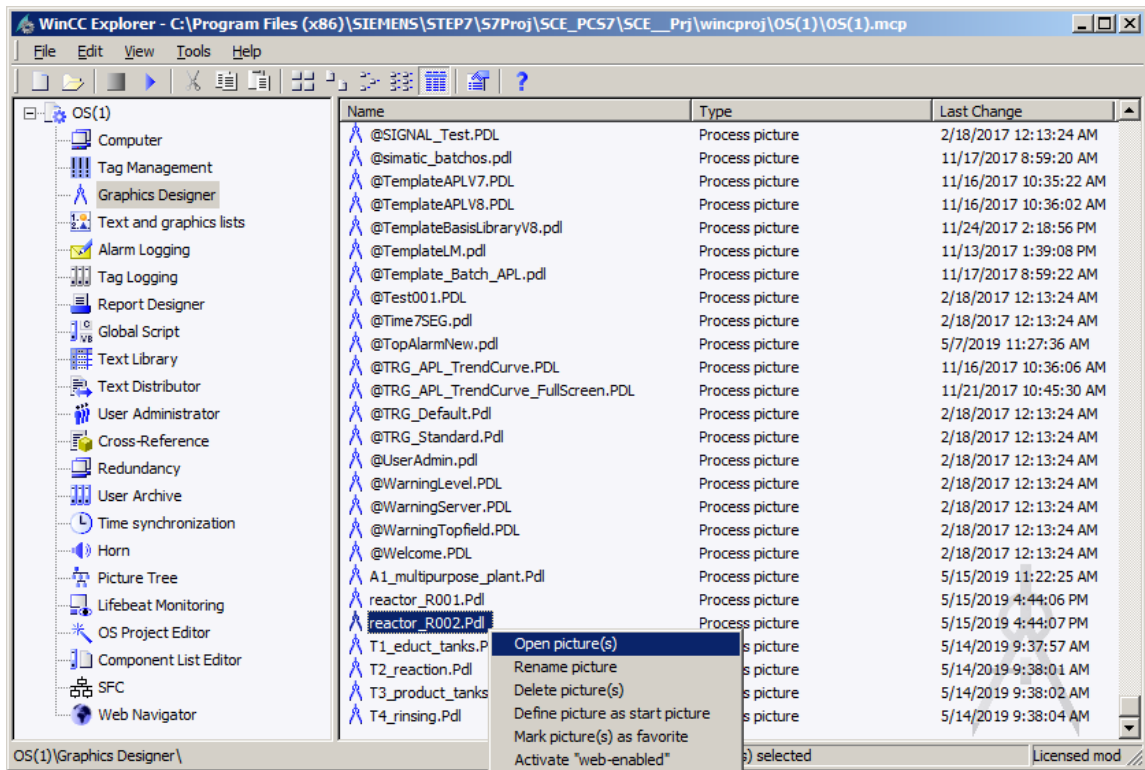 WinCC Explorer - C:\Program Files (x86)\SIEMENS\STEP7\S7Proj\SCE_PCS7\SCE__Prj\wincproj\OS(1)\OS(1).mcp
File Edit View Tools Help
OS(1)
Computer
Tag Management
Graphics Designer
Text and graphics lists
Alarm Logging
Tag Logging
Report Designer
Global Script
Text Library
Text Distributor
User Administrator
Cross-Reference
Redundancy
User Archive
Time synchronization
Horn
Picture Tree
Lifebeat Monitoring
OS Project Editor
Component List Editor
SFC
Web Navigator
Name Type Last Change
@SIGNAL_Test.PDL Process picture 2/18/2017 12:13:24 AM
@simatic_batchos.pdl Process picture 11/17/2017 8:59:20 AM
@TemplateAPLV7.PDL Process picture 11/16/2017 10:35:22 AM
@TemplateAPLV8.PDL Process picture 11/16/2017 10:36:02 AM
@TemplateBasisLibraryV8.pdl Process picture 11/24/2017 2:18:56 PM
@TemplateLM.pdl Process picture 11/13/2017 1:39:08 PM
@Template_Batch_APL.pdl Process picture 11/17/2017 8:59:22 AM
@Test001.PDL Process picture 2/18/2017 12:13:24 AM
@Time7SEG.pdl Process picture 2/18/2017 12:13:24 AM
@TopAlarmNew.pdl Process picture 5/7/2019 11:27:36 AM
@TRG_APL_TrendCurve.PDL Process picture 11/16/2017 10:36:06 AM
@TRG_APL_TrendCurve_FullScreen.PDL Process picture 11/21/2017 10:45:30 AM
@TRG_Default.Pdl Process picture 2/18/2017 12:13:24 AM
@TRG_Standard.Pdl Process picture 2/18/2017 12:13:24 AM
@UserAdmin.pdl Process picture 2/18/2017 12:13:24 AM
@WarningLevel.PDL Process picture 2/18/2017 12:13:24 AM
@WarningServer.PDL Process picture 2/18/2017 12:13:24 AM
@WarningTopfield.PDL Process picture 2/18/2017 12:13:24 AM
@Welcome.PDL Process picture 2/18/2017 12:13:24 AM
A1_multipurpose_plant.Pdl Process picture 5/15/2019 11:22:25 AM
reactor_R001.Pdl Process picture 5/15/2019 4:44:06 PM
reactor_R002.Pdl Process picture 5/15/2019 4:44:07 PM
T1_educt_tanks.P s picture 5/14/2019 9:37:57 AM
T2_reaction.Pdl s picture 5/14/2019 9:38:01 AM
T3_product_tanks s picture 5/14/2019 9:38:02 AM
T4_rinsing.Pdl s picture 5/14/2019 9:38:04 AM
Open picture(s)
Rename picture
Delete picture(s)
Define picture as start picture
Mark picture(s) as favorite
Activate "web-enabled"
OS(1)\Graphics Designer\ s) selected Licensed mod